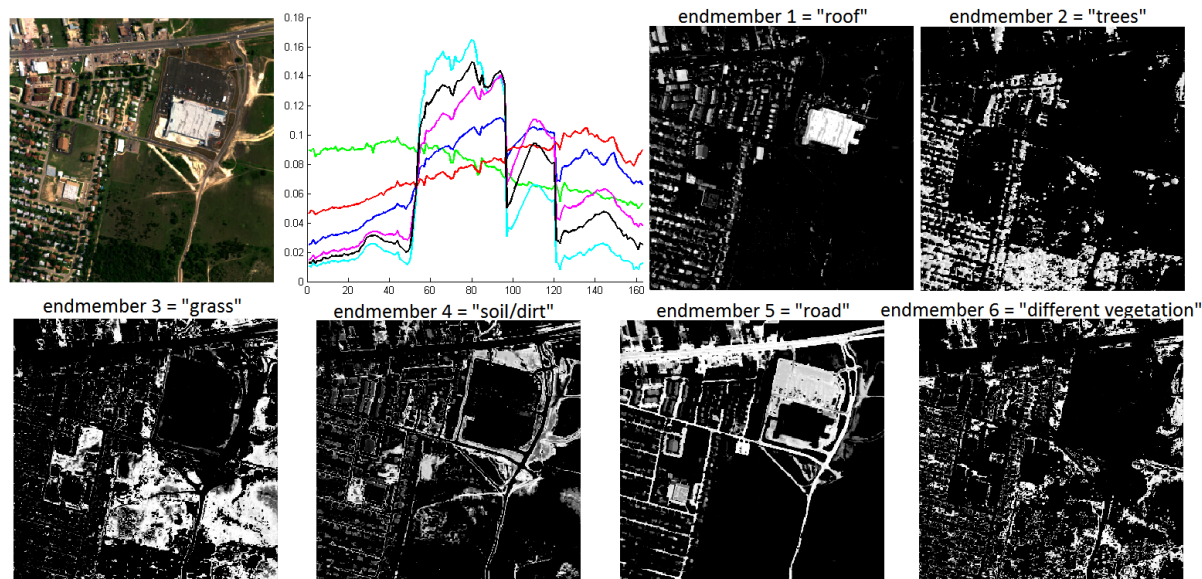 endmember 1 = "roof"
endmember 2 = "trees"
0.18
0.16
0.14
0.12
0.1
0.08
0.06
0.04
0.02
0
0 20 40 60 80 100 120 140 160
endmember 3 = "grass"
endmember 4 = "soil/dirt"
endmember 5 = "road"
endmember 6 = "different vegetation"